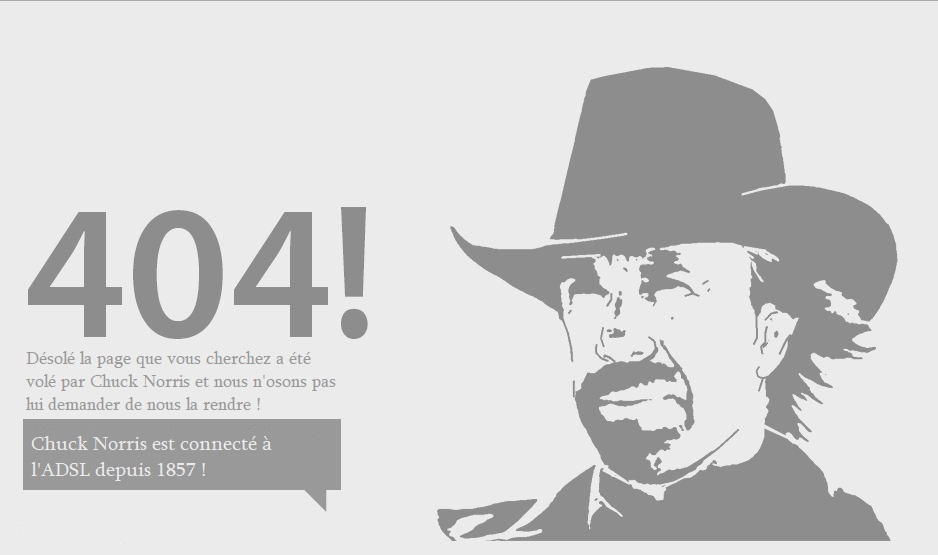 404!
Désolé la page que vous cherchez a été
volé par Chuck Norris et nous n'osons pas
lui demander de nous la rendre !
Chuck Norris est connecté à
l'ADSL depuis 1857 !